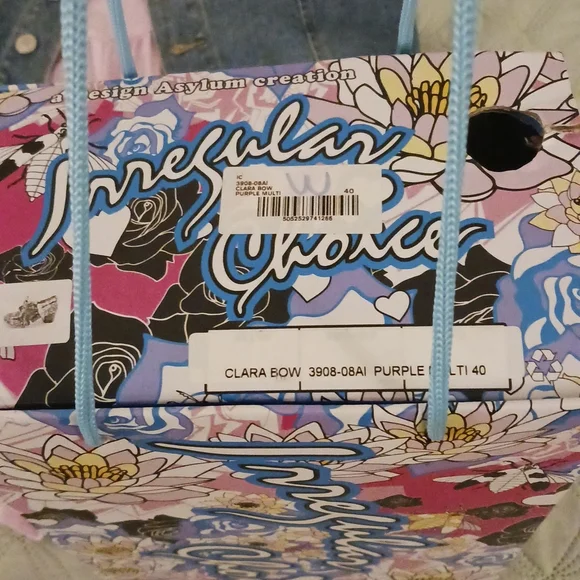 a Design Asylum creation
Irregular
Choice
IC
3908-08AI
CLARA BOW
PURPLE MULTI 40
W
5052529741266
CLARA BOW 3908-08AI PURPLE MULTI 40
Irregular
Cho